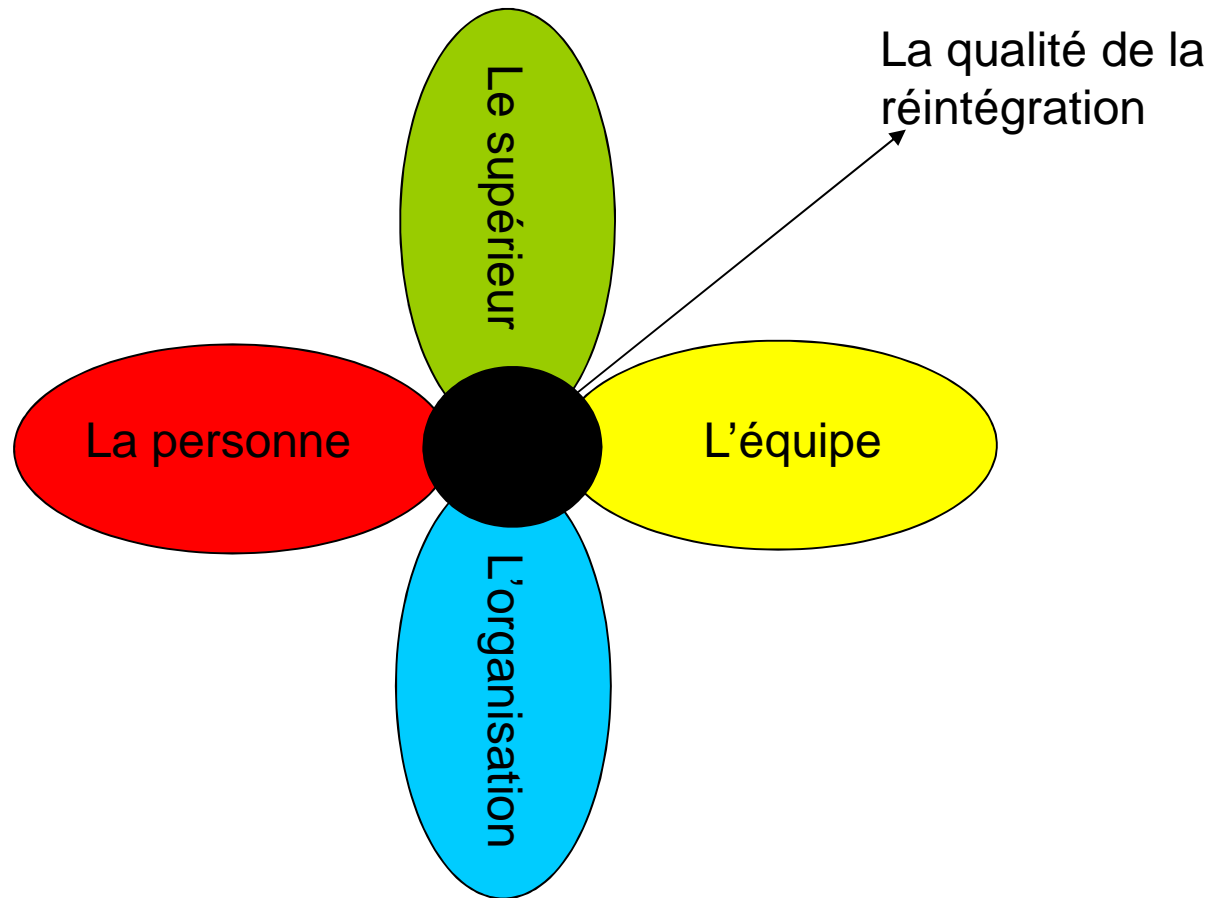 La qualité de la
réintégration
Le supérieur
La personne
L’équipe
L’organisation